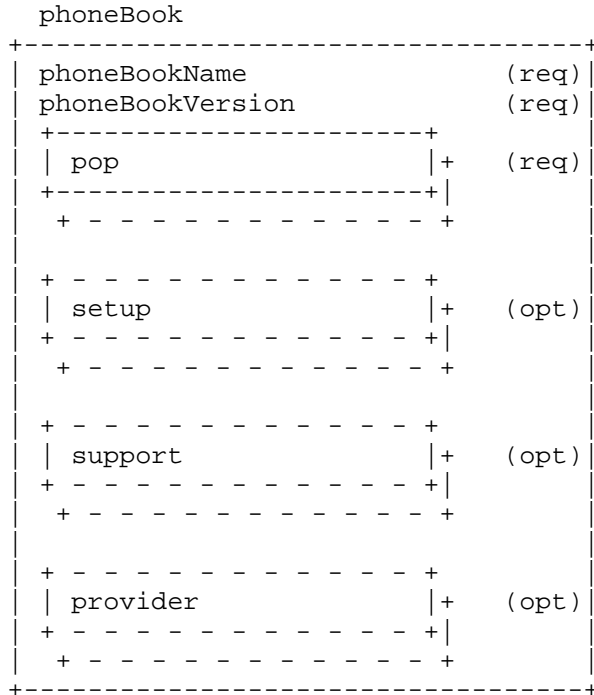 phoneBook
phoneBookName (req)
phoneBookVersion (req)
pop (req)
setup (opt)
support (opt)
provider (opt)